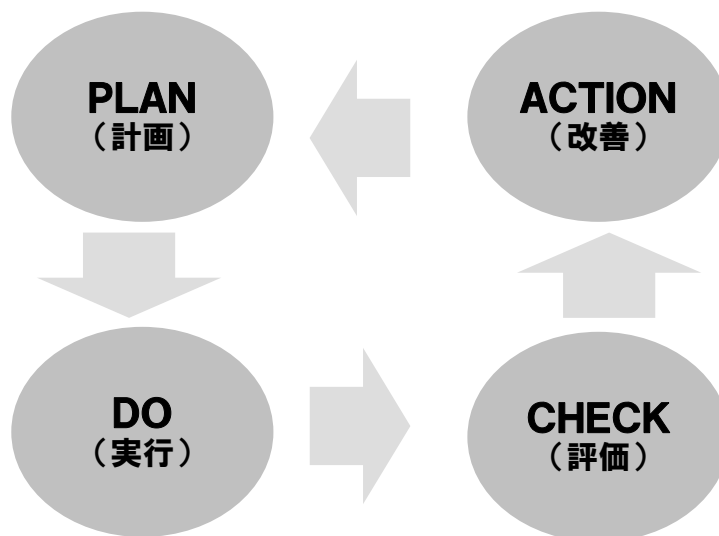 PLAN
（計画）
ACTION
（改善）
DO
（実行）
CHECK
（評価）